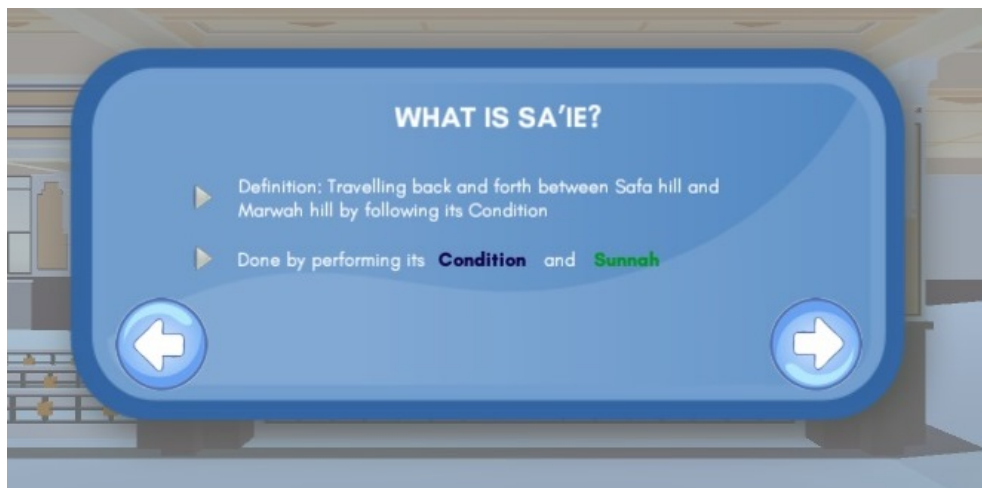 WHAT IS SA'IE?
Definition: Travelling back and forth between Safa hill and
Marwah hill by following its Condition
Done by performing its Condition and Sunnah